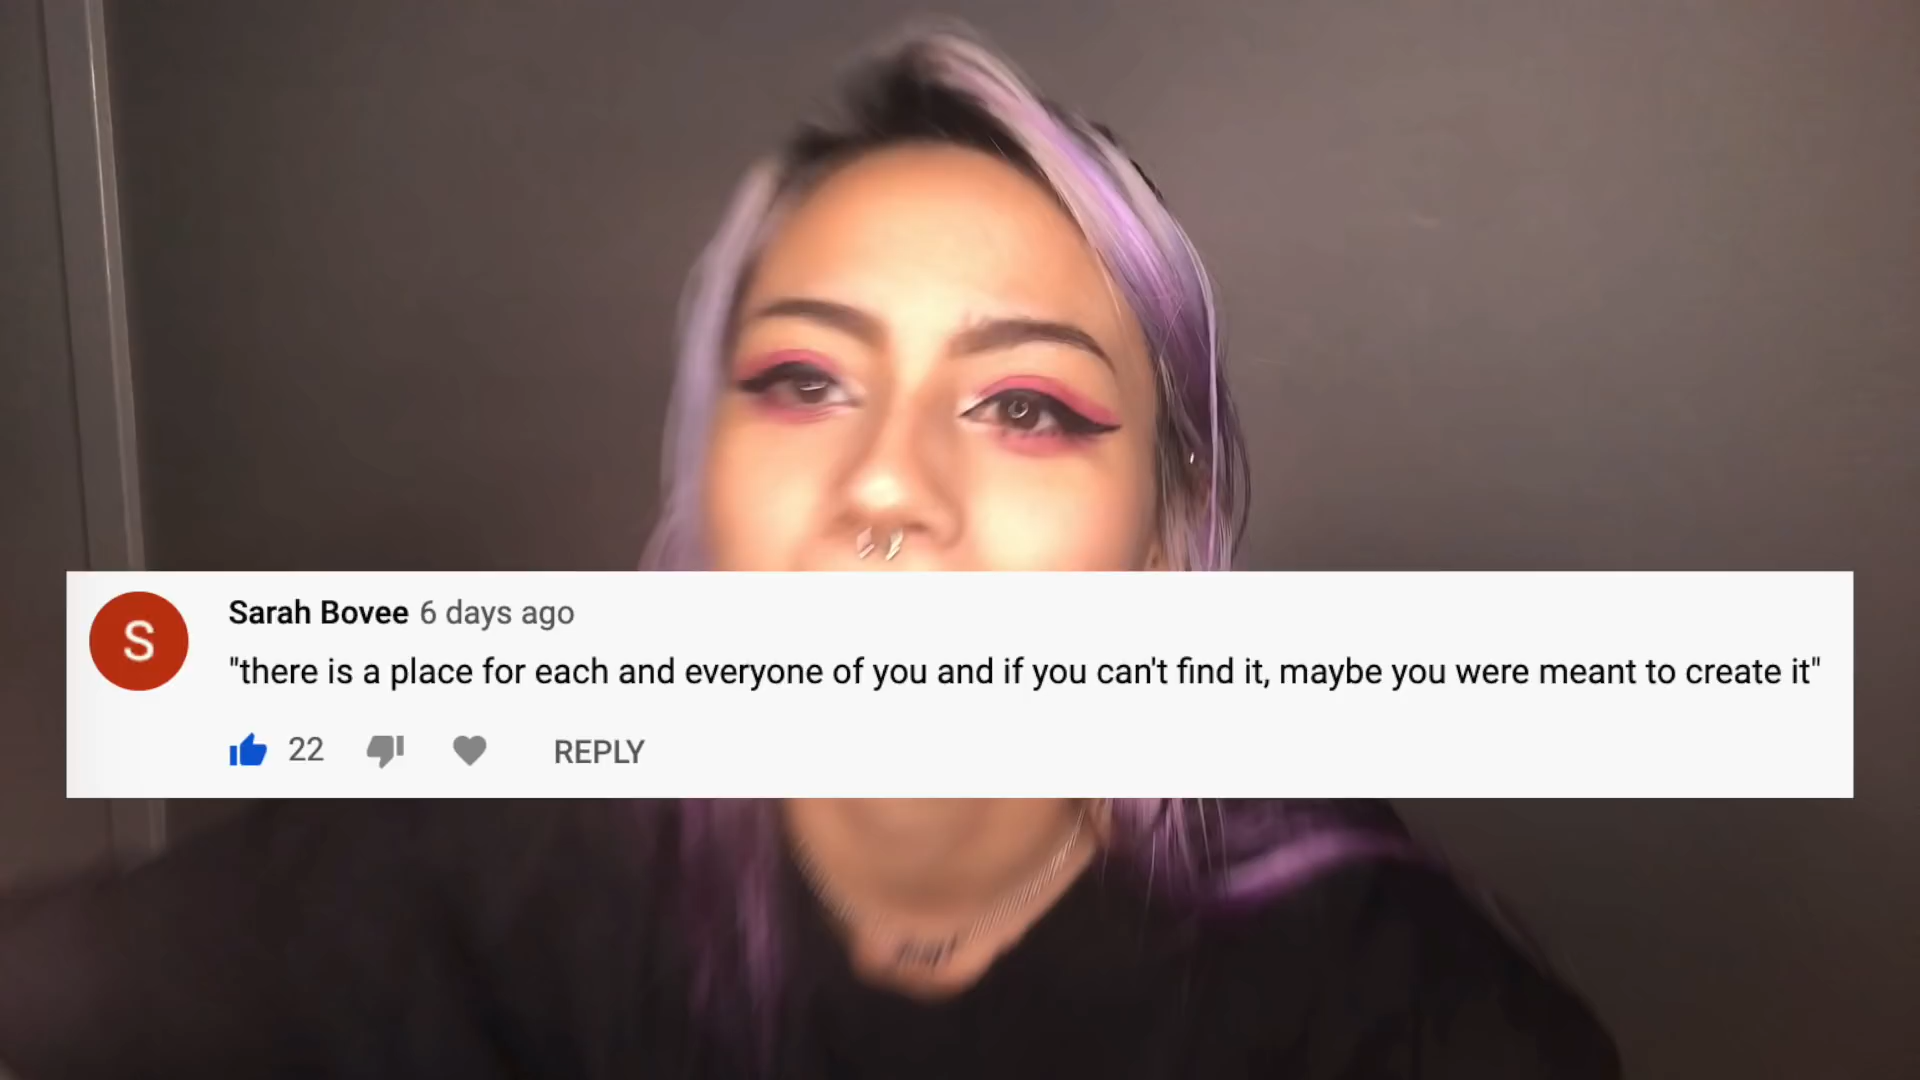 S
Sarah Bovee 6 days ago
"there is a place for each and everyone of you and if you can't find it, maybe you were meant to create it"
22
REPLY